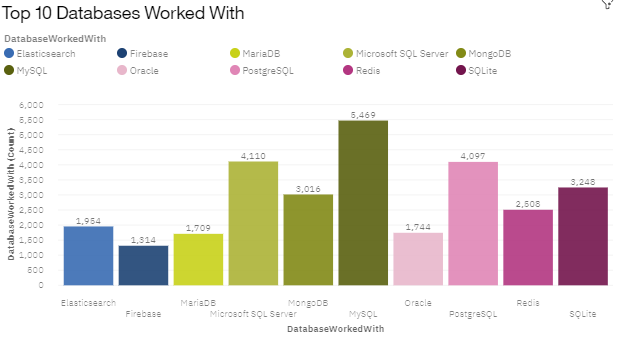 Top 10 Databases Worked With
DatabaseWorkedWith
Elasticsearch Firebase MariaDB Microsoft SQL Server MongoDB
MySQL Oracle PostgreSQL Redis SQLite
DatabaseWorkedWith (Count)
6,000
5,500
5,000
4,500
4,000
3,500
3,000
2,500
2,000
1,500
1,000
500
0
1,954
1,314
1,709
4,110
3,016
5,469
1,744
4,097
2,508
3,248
Elasticsearch MariaDB MongoDB Oracle Redis
Firebase Microsoft SQL Server MySQL PostgreSQL SQLite
DatabaseWorkedWith